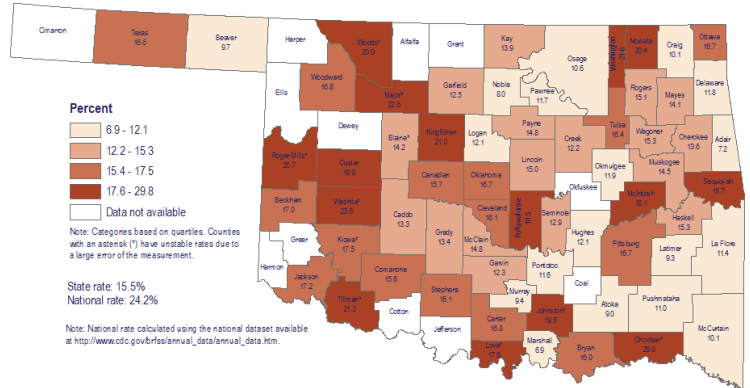 Cimarron
Texas
16.6
Beaver
9.7
Harper
Woods*
20.9
Alfalfa
Grant
Kay
13.9
Osage
10.6
Washington
Nowata
20.4
Craig
10.1
Ottawa
16.7
Ellis
Woodward
16.8
Major*
22.6
Garfield
12.3
Noble
8.0
Pawnee
11.7
Rogers
15.1
Mayes
14.1
Delaware
11.8
Percent
6.9 - 12.1
12.2 - 15.3
15.4 - 17.5
17.6 - 29.8
Data not available
Note: Categories based on quartiles. Counties
with an asterisk (*) have unstable rates due to
a large error of the measurement.
State rate: 15.5%
National rate: 24.2%
Note: National rate calculated using the national dataset available
at http://www.cdc.gov/brfss/annual_data/annual_data.htm.
Dewey
Blaine*
14.2
Kingfisher
21.0
Logan
12.1
Payne
14.8
Creek
12.2
Tulsa
16.4
Wagoner
15.3
Cherokee
13.6
Adair
7.2
Roger Mills*
20.7
Custer
Canadian
15.7
Oklahoma
16.7
Lincoln
15.0
Okmulgee
11.9
Muskogee
14.5
Sequoyah
18.7
Beckham
17.0
Washita*
Caddo
13.3
Grady
13.4
Cleveland
16.1
McClain
14.8
Pottawatomie
18.5
Seminole
12.9
Okfuskee
McIntosh
18.1
Haskell
15.3
Hughes
12.1
Pittsburg
16.7
Latimer
9.3
Le Flore
11.4
Greer
Kiowa*
17.5
Harmon
Jackson
17.2
Comanche
15.6
Tillman*
21.2
Cotton
Stephens
16.1
Jefferson
Garvin
12.3
Murray
9.4
Pontotoc
11.6
Coal
Carter
16.8
Love*
17.9
Johnston*
19.6
Marshall
6.9
Atoka
9.0
Bryan
16.0
Pushmataha
11.0
Choctaw*
McCurtain
10.1